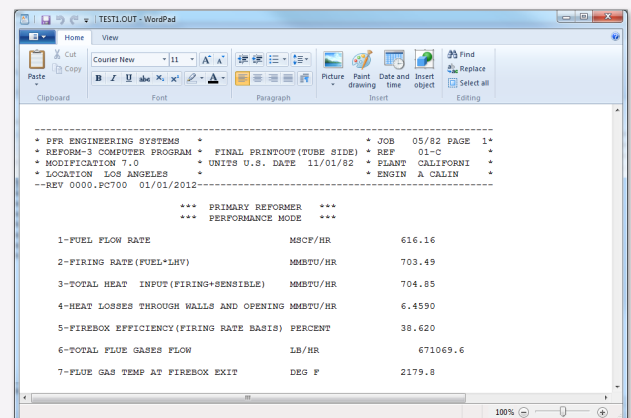 TEST1.OUT - WordPad
Home View
Cut
Copy
Paste
Clipboard
Courier New 11 A A
B I U abc X₂ X² A
Font
Paragraph
Picture Paint drawing Date and time Insert object
Insert
Find
Replace
Select all
Editing
--------------------------------------------------------------------------
* PFR ENGINEERING SYSTEMS * * JOB 05/82 PAGE 1*
* REFORM-3 COMPUTER PROGRAM * FINAL PRINTOUT(TUBE SIDE) * REF 01-C *
* MODIFICATION 7.0 * UNITS U.S. DATE 11/01/82 * PLANT CALIFORNI *
* LOCATION LOS ANGELES * * ENGIN A CALIN *
--REV 0000.PC700 01/01/2012-----------------------------------------------
*** PRIMARY REFORMER ***
*** PERFORMANCE MODE ***
1-FUEL FLOW RATE MSCF/HR 616.16
2-FIRING RATE(FUEL*LHV) MMBTU/HR 703.49
3-TOTAL HEAT INPUT(FIRING+SENSIBLE) MMBTU/HR 704.85
4-HEAT LOSSES THROUGH WALLS AND OPENING MMBTU/HR 6.4590
5-FIREBOX EFFICIENCY(FIRING RATE BASIS) PERCENT 38.620
6-TOTAL FLUE GASES FLOW LB/HR 671069.6
7-FLUE GAS TEMP AT FIREBOX EXIT DEG F 2179.8
100%